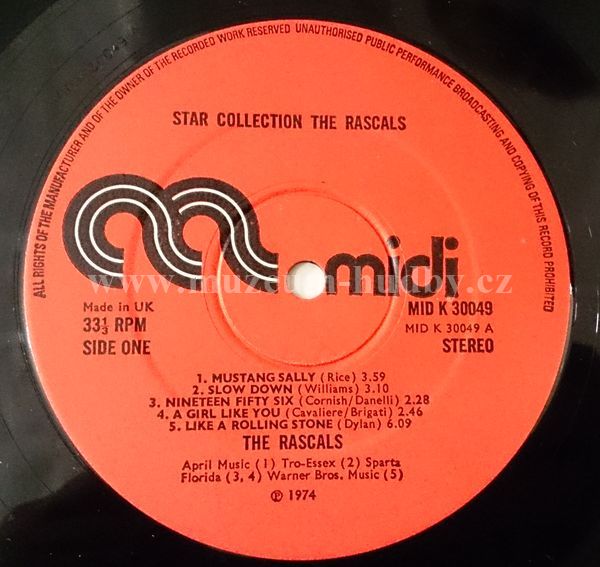 ALL RIGHTS OF THE MANUFACTURER AND OF THE OWNER OF THE RECORDED WORK RESERVED UNAUTHORISED PUBLIC PERFORMANCE BROADCASTING AND COPYING OF THIS RECORD PROHIBITED
STAR COLLECTION THE RASCALS
midi
www.muzeum-hudby.cz
Made in UK
33⅓ RPM
SIDE ONE
MID K 30049
MID K 30049 A
STEREO
1. MUSTANG SALLY (Rice) 3.59
2. SLOW DOWN (Williams) 3.10
3. NINETEEN FIFTY SIX (Cornish/Danelli) 2.28
4. A GIRL LIKE YOU (Cavaliere/Brigati) 2.46
5. LIKE A ROLLING STONE (Dylan) 6.09
THE RASCALS
April Music (1) Tro-Essex (2) Sparta
Florida (3, 4) Warner Bros. Music (5)
℗ 1974